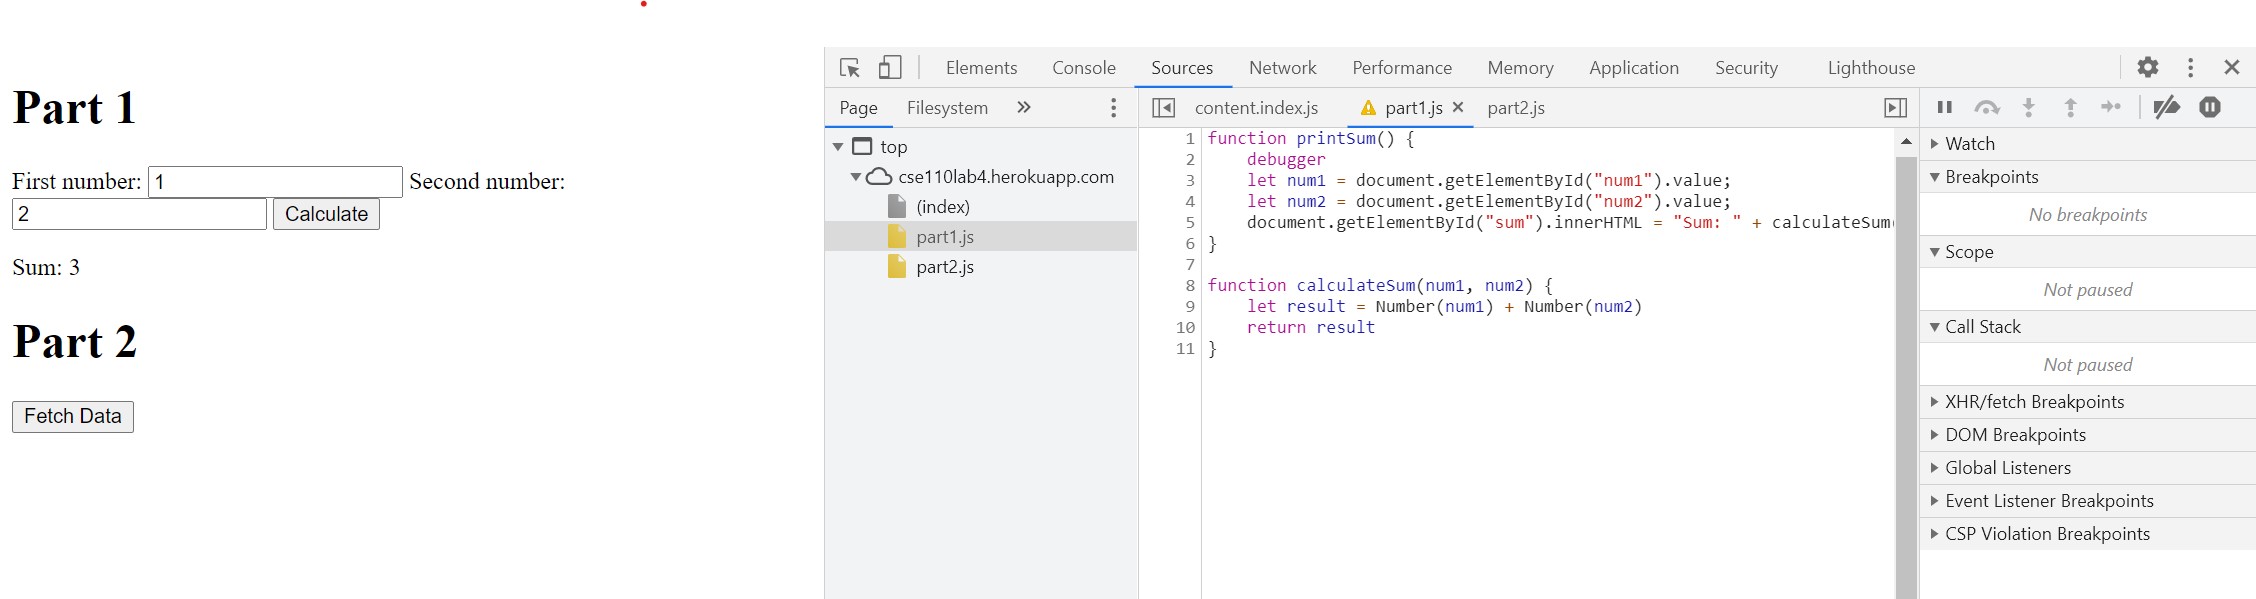 Part 1
First number: 1 Second number:
2 Calculate
Sum: 3
Part 2
Fetch Data
Elements Console Sources Network Performance Memory Application Security Lighthouse
Page Filesystem »
top
cse110lab4.herokuapp.com
(index)
part1.js
part2.js
content.index.js part1.js × part2.js
1 function printSum() {
2 debugger
3 let num1 = document.getElementById("num1").value;
4 let num2 = document.getElementById("num2").value;
5 document.getElementById("sum").innerHTML = "Sum: " + calculateSum(
6 }
7
8 function calculateSum(num1, num2) {
9 let result = Number(num1) + Number(num2)
10 return result
11 }
Watch
Breakpoints
No breakpoints
Scope
Not paused
Call Stack
Not paused
XHR/fetch Breakpoints
DOM Breakpoints
Global Listeners
Event Listener Breakpoints
CSP Violation Breakpoints